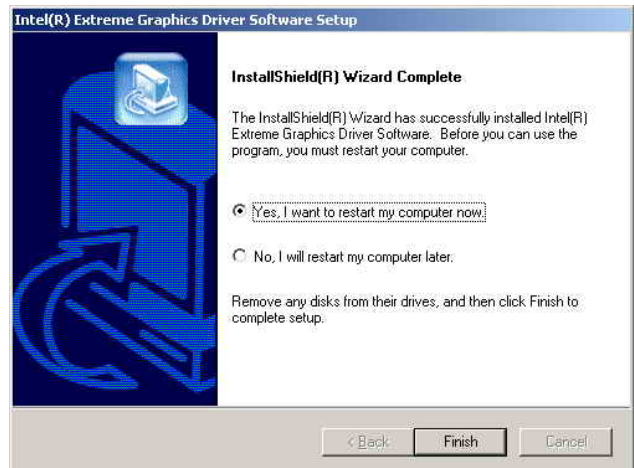 Intel(R) Extreme Graphics Driver Software Setup
InstallShield(R) Wizard Complete
The InstallShield(R) Wizard has successfully installed Intel(R)
Extreme Graphics Driver Software. Before you can use the
program, you must restart your computer.
Yes, I want to restart my computer now.
No, I will restart my computer later.
Remove any disks from their drives, and then click Finish to
complete setup.
< Back
Finish
Cancel